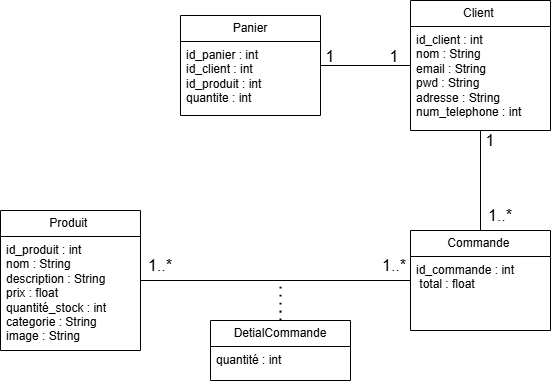 Client
id_client : int
nom : String
email : String
pwd : String
adresse : String
num_telephone : int
Panier
id_panier : int
id_client : int
id_produit : int
quantite : int
1
1
1
1..*
Produit
id_produit : int
nom : String
description : String
prix : float
quantité_stock : int
categorie : String
image : String
1..*
1..*
Commande
id_commande : int
total : float
DetialCommande
quantité : int